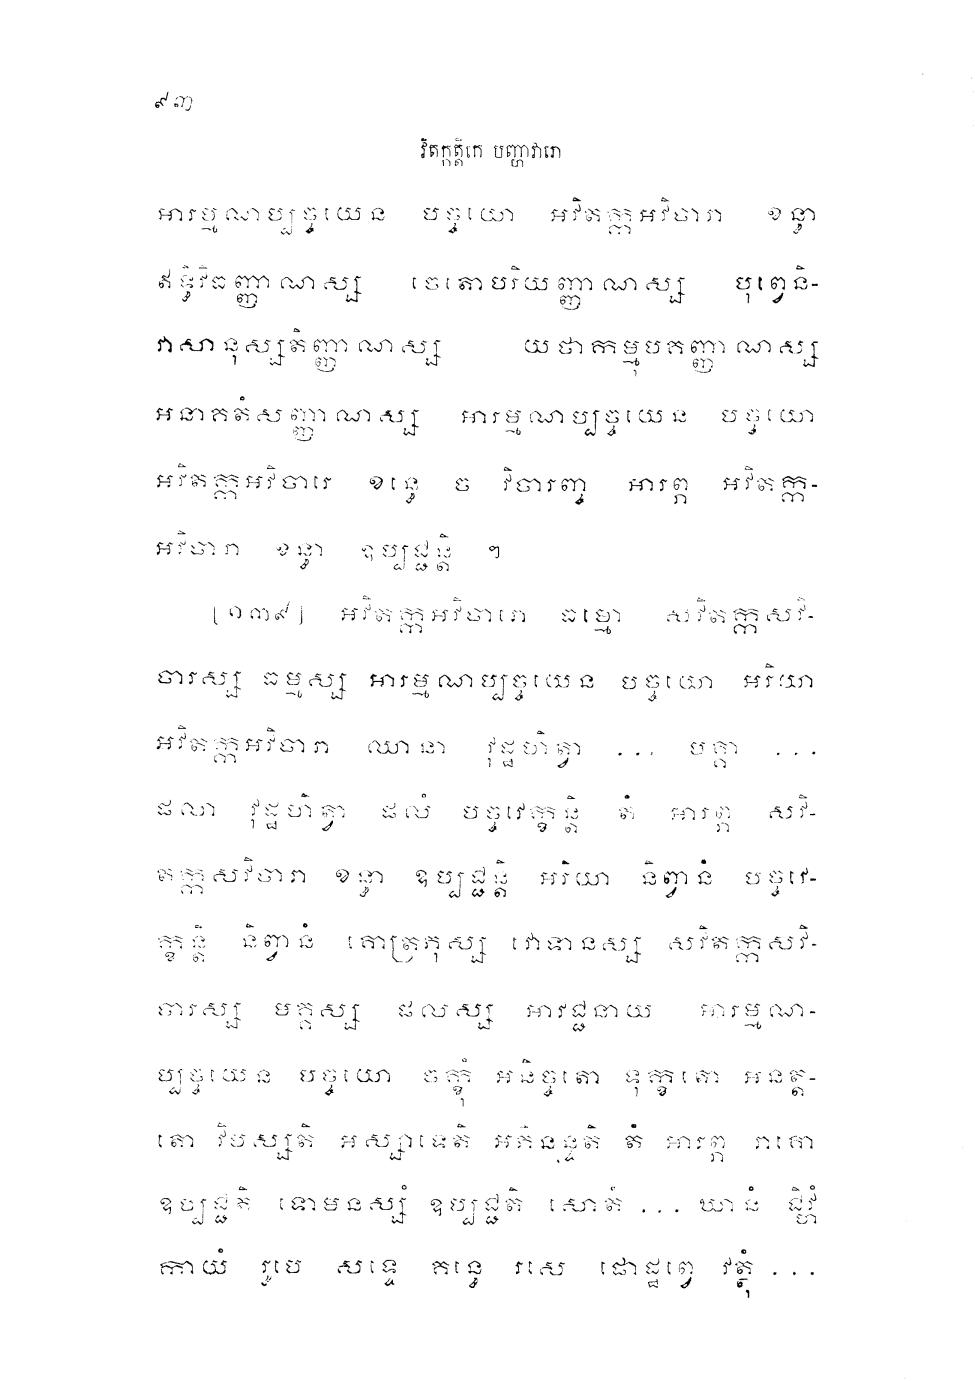 ៩៣
វិតក្កត្តិកេ បញ្ហាវារោ
អារម្មណប្បច្ចយេន បច្ចយោ អវិតក្កាអវិចារា ខន្ធា
ឥទ្ធិវិធញ្ញាណស្ស ចេតោបរិយញ្ញាណស្ស បុព្វេនិ-
វាសានុស្សតិញ្ញាណស្ស យថាកម្មុបកញ្ញាណស្ស
អនាគតំសញ្ញាណស្ស អារម្មណប្បច្ចយេន បច្ចយោ
អវិតក្កាអវិចារេ ខន្ធេ ច វិចារញ្ច អារព្ភ អវិតក្ក-
អវិចារា ខន្ធា ឧប្បជ្ជន្តិ ។
[១៣៩] អវិតក្កាអវិចារោ ធម្មោ សវិតក្កសវិ-
ចារស្ស ធម្មស្ស អារម្មណប្បច្ចយេន បច្ចយោ អរិយា
អវិតក្កាអវិចារា ឈានា វុដ្ឋហិត្វា ... មគ្គា ...
ផលា វុដ្ឋហិត្វា ផលំ បច្ចវេក្ខន្តិ តំ អារព្ភ សវិ-
តក្កសវិចារា ខន្ធា ឧប្បជ្ជន្តិ អរិយា និព្វានំ បច្ចវេ-
ក្ខន្តិ និព្វានំ គោត្រភុស្ស វោទានស្ស សវិតក្កសវិ-
ចារស្ស មគ្គស្ស ផលស្ស អាវជ្ជនាយ អារម្មណ-
ប្បច្ចយេន បច្ចយោ ចក្ខុំ អនិច្ចតោ ទុក្ខតោ អនត្ត-
តោ វិបស្សតិ អស្សាទេតិ អភិនន្ទតិ តំ អារព្ភ រាគោ
ឧប្បជ្ជតិ ទោមនស្សំ ឧប្បជ្ជតិ សោតំ ... ឃានំ ជិវ្ហំ
កាយំ រូបេ សទ្ទេ គន្ធេ រសេ ផោដ្ឋព្វេ វត្ថុំ ...